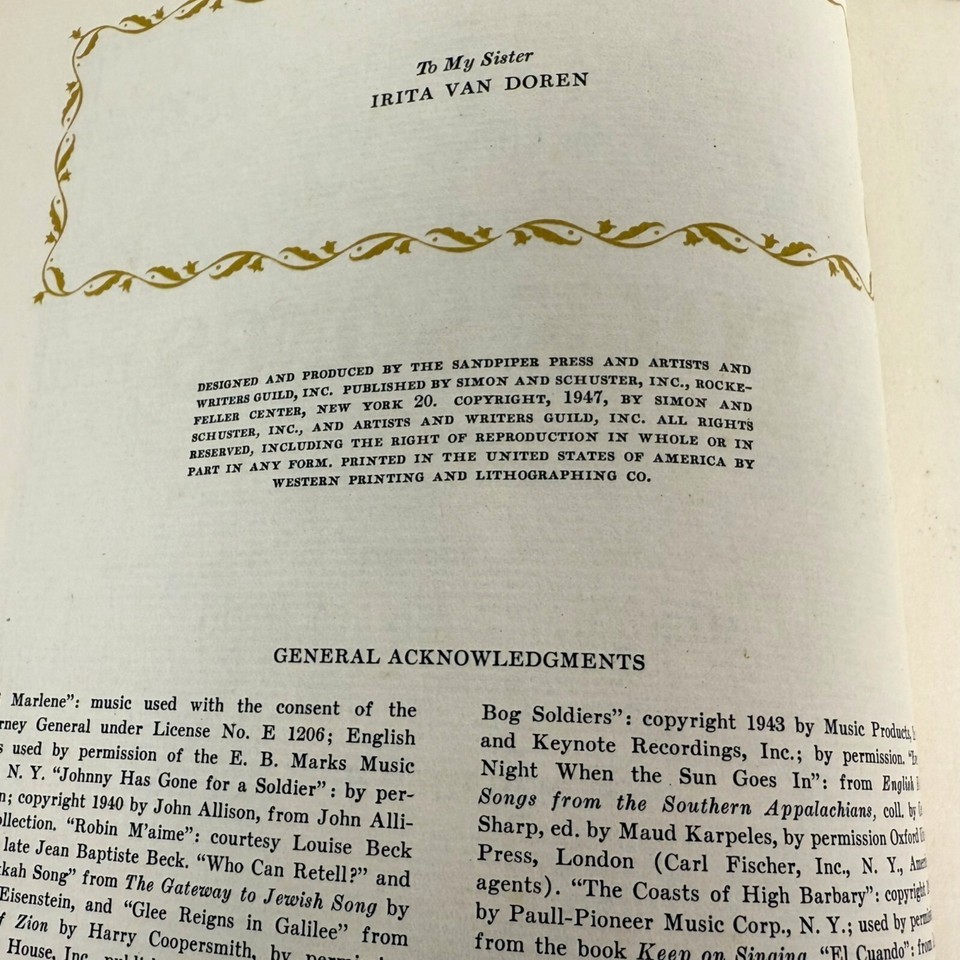 To My Sister
IRITA VAN DOREN
DESIGNED AND PRODUCED BY THE SANDPIPER PRESS AND ARTISTS AND
WRITERS GUILD, INC. PUBLISHED BY SIMON AND SCHUSTER, INC., ROCKE-
FELLER CENTER, NEW YORK 20. COPYRIGHT, 1947, BY SIMON AND
SCHUSTER, INC., AND ARTISTS AND WRITERS GUILD, INC. ALL RIGHTS
RESERVED, INCLUDING THE RIGHT OF REPRODUCTION IN WHOLE OR IN
PART IN ANY FORM. PRINTED IN THE UNITED STATES OF AMERICA BY
WESTERN PRINTING AND LITHOGRAPHING CO.
GENERAL ACKNOWLEDGMENTS
Marlene": music used with the consent of the
rney General under License No. E 1206; English
s used by permission of the E. B. Marks Music
N. Y. "Johnny Has Gone for a Soldier": by per-
n; copyright 1940 by John Allison, from John Alli-
ollection. "Robin M'aime": courtesy Louise Beck
late Jean Baptiste Beck. "Who Can Retell?" and
kkah Song" from The Gateway to Jewish Song by
Eisenstein, and "Glee Reigns in Galilee" from
of Zion by Harry Coopersmith, by
House, Inc.
Bog Soldiers": copyright 1943 by Music Products,
and Keynote Recordings, Inc.; by permission.
Night When the Sun Goes In": from English
Songs from the Southern Appalachians, coll. by
Sharp, ed. by Maud Karpeles, by permission Oxford
Press, London (Carl Fischer, Inc., N. Y.,
agents). "The Coasts of High Barbary": copyright
by Paull-Pioneer Music Corp., N. Y.; used by
from the book Keep on Singing. "El Cuando": from